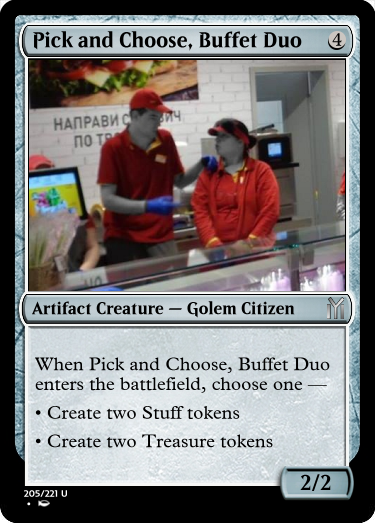 Pick and Choose, Buffet Duo 4
НАПРАВИ СИ
ПО
Artifact Creature — Golem Citizen
When Pick and Choose, Buffet Duo
enters the battlefield, choose one —
• Create two Stuff tokens
• Create two Treasure tokens
2/2
205/221 U